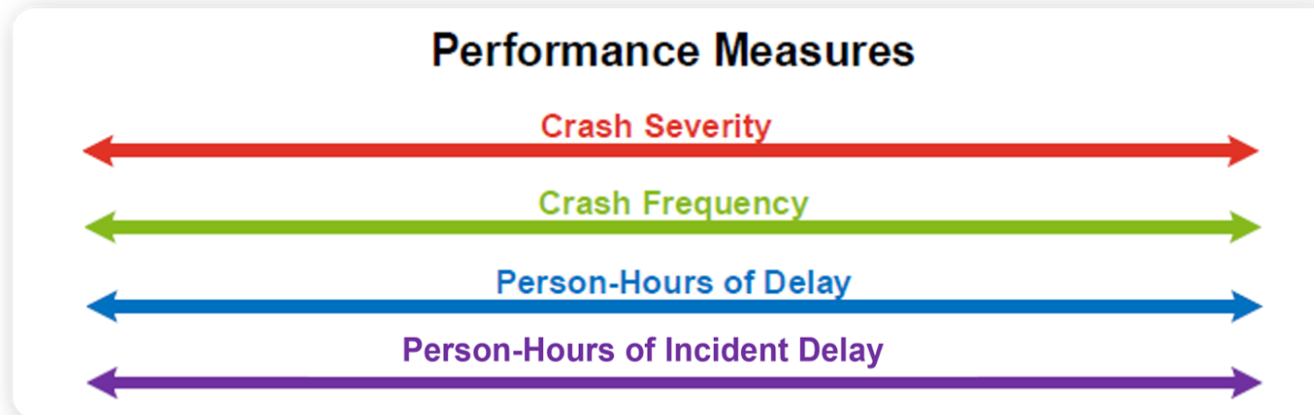 Performance Measures
Crash Severity
Crash Frequency
Person-Hours of Delay
Person-Hours of Incident Delay